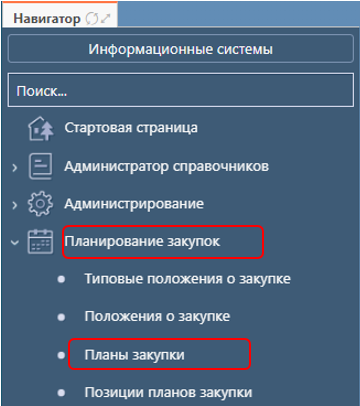 Навигатор
Информационные системы
Поиск...
Стартовая страница
Администратор справочников
Администрирование
Планирование закупок
Типовые положения о закупке
Положения о закупке
Планы закупки
Позиции планов закупки